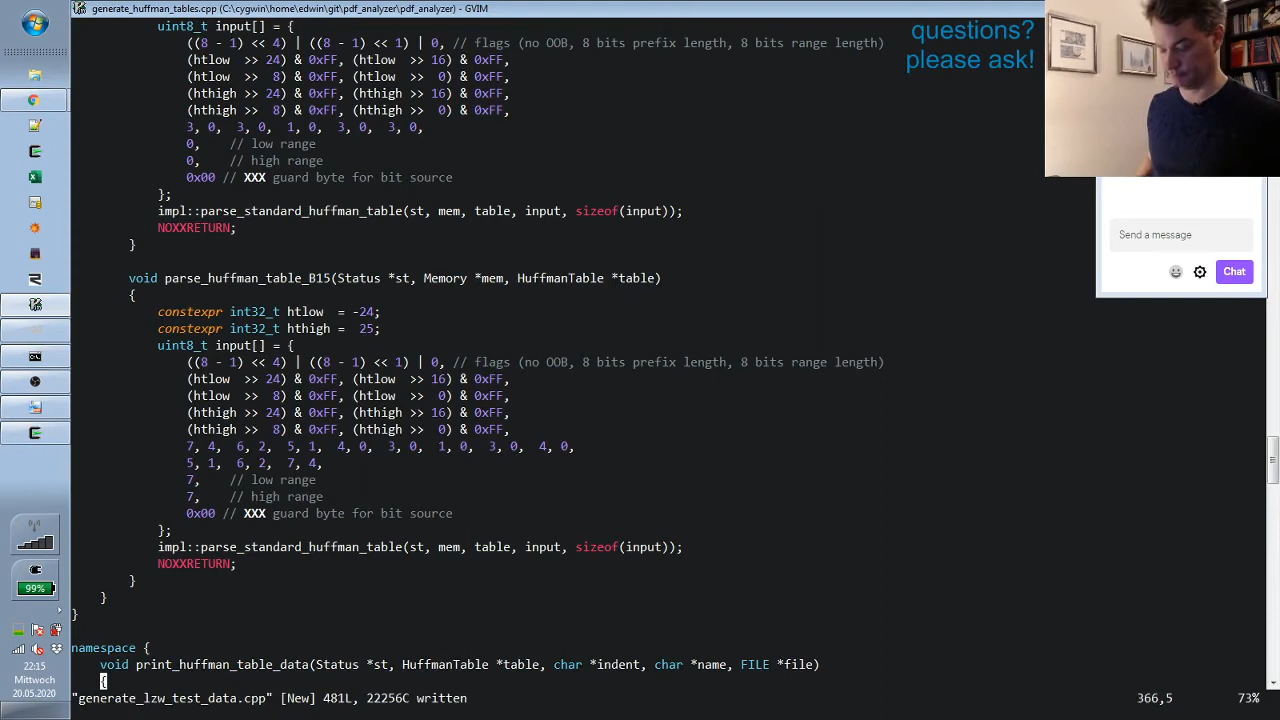 generate_huffman_tables.cpp (C:\cygwin\home\edwin\git\pdf_analyzer\pdf_analyzer) - GVIM
uint8_t input[] = {
((8 - 1) << 4) | ((8 - 1) << 1) | 0, // flags (no OOB, 8 bits prefix length, 8 bits range length)
(htlow  >> 24) & 0xFF, (htlow  >> 16) & 0xFF,
(htlow  >>  8) & 0xFF, (htlow  >>  0) & 0xFF,
(hthigh >> 24) & 0xFF, (hthigh >> 16) & 0xFF,
(hthigh >>  8) & 0xFF, (hthigh >>  0) & 0xFF,
3, 0,  3, 0,  1, 0,  3, 0,  3, 0,
0,    // low range
0,    // high range
0x00 // XXX guard byte for bit source
};
impl::parse_standard_huffman_table(st, mem, table, input, sizeof(input));
NOXXRETURN;
}
void parse_huffman_table_B15(Status *st, Memory *mem, HuffmanTable *table)
{
constexpr int32_t htlow  = -24;
constexpr int32_t hthigh =  25;
uint8_t input[] = {
((8 - 1) << 4) | ((8 - 1) << 1) | 0, // flags (no OOB, 8 bits prefix length, 8 bits range length)
(htlow  >> 24) & 0xFF, (htlow  >> 16) & 0xFF,
(htlow  >>  8) & 0xFF, (htlow  >>  0) & 0xFF,
(hthigh >> 24) & 0xFF, (hthigh >> 16) & 0xFF,
(hthigh >>  8) & 0xFF, (hthigh >>  0) & 0xFF,
7, 4,  6, 2,  5, 1,  4, 0,  3, 0,  1, 0,  3, 0,  4, 0,
5, 1,  6, 2,  7, 4,
7,    // low range
7,    // high range
0x00 // XXX guard byte for bit source
};
impl::parse_standard_huffman_table(st, mem, table, input, sizeof(input));
NOXXRETURN;
}
}
}
namespace {
void print_huffman_table_data(Status *st, HuffmanTable *table, char *indent, char *name, FILE *file)
{
"generate_lzw_test_data.cpp" [New] 481L, 22256C written
366,5
73%
questions?
please ask!
Send a message
Chat
99%
22:15
Mittwoch
20.05.2020